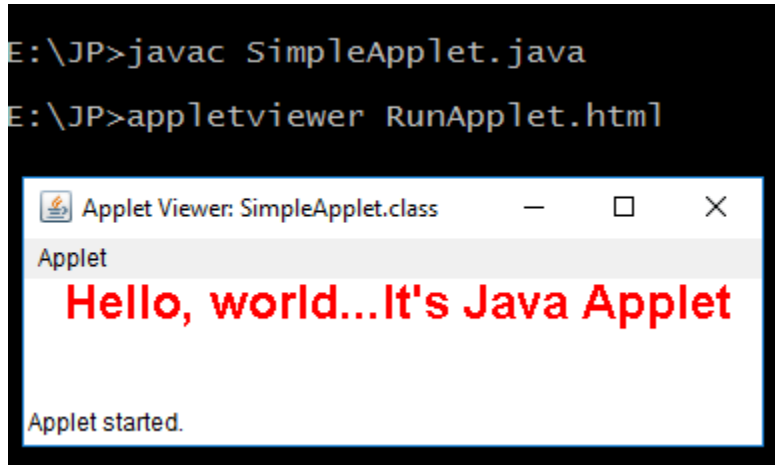 E:\JP>javac SimpleApplet.java
E:\JP>appletviewer RunApplet.html
Applet Viewer: SimpleApplet.class
Applet
Hello, world...It's Java Applet
Applet started.